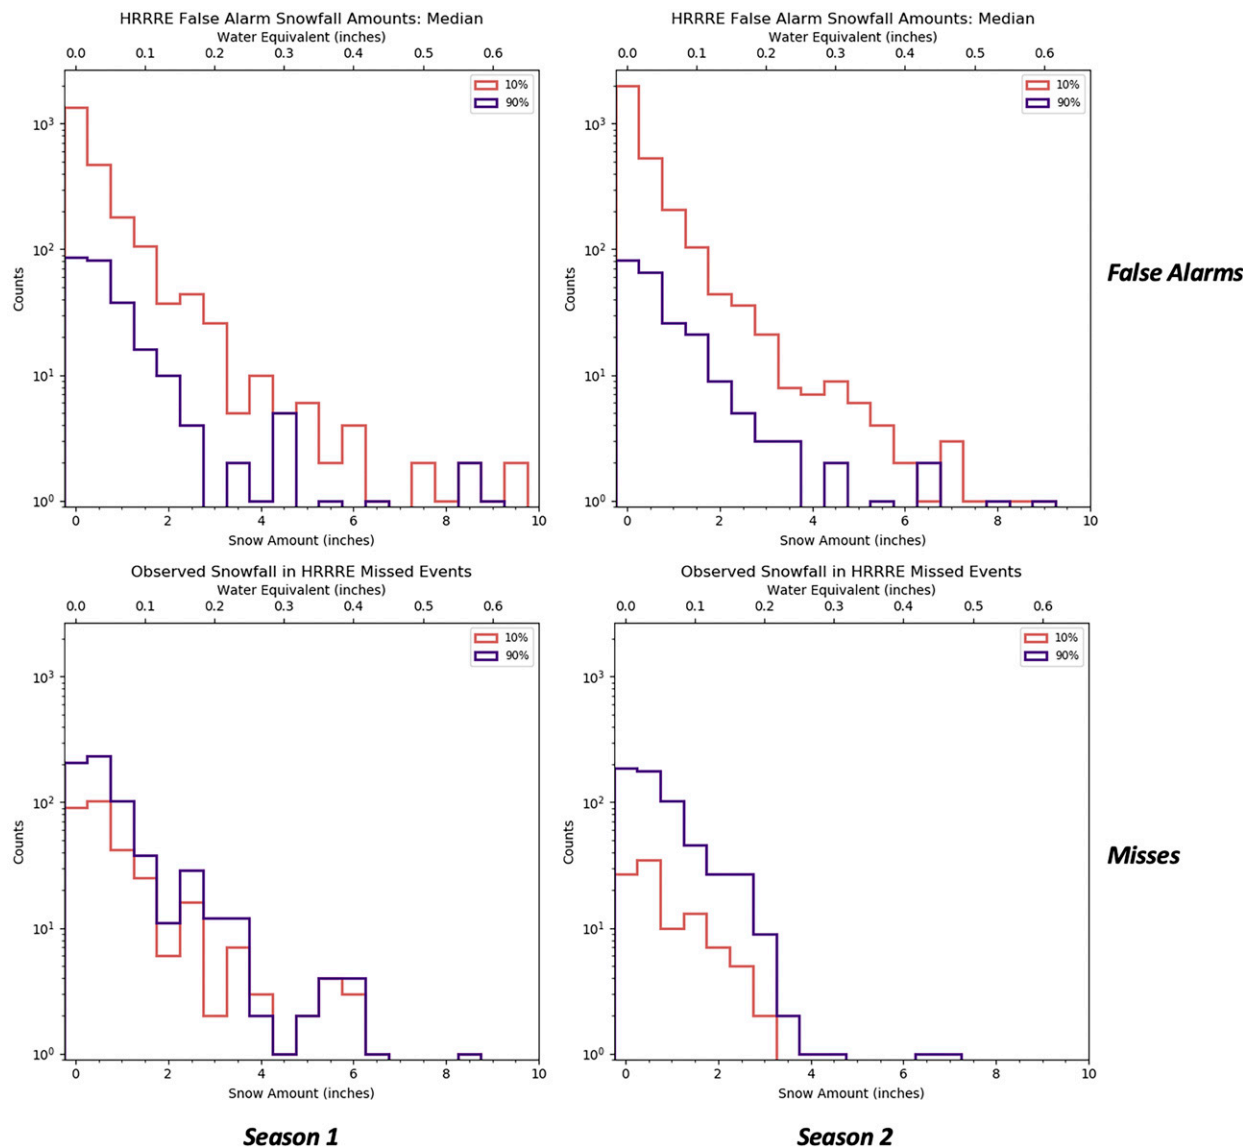 HRRRE False Alarm Snowfall Amounts: Median
Water Equivalent (inches)
0.0 0.1 0.2 0.3 0.4 0.5 0.6
10%
90%
10³
10²
10¹
10⁰
Counts
0 2 4 6 8 10
Snow Amount (inches)
HRRRE False Alarm Snowfall Amounts: Median
Water Equivalent (inches)
0.0 0.1 0.2 0.3 0.4 0.5 0.6
10%
90%
10³
10²
10¹
10⁰
Counts
0 2 4 6 8 10
Snow Amount (inches)
False Alarms
Observed Snowfall in HRRRE Missed Events
Water Equivalent (inches)
0.0 0.1 0.2 0.3 0.4 0.5 0.6
10%
90%
10³
10²
10¹
10⁰
Counts
0 2 4 6 8 10
Snow Amount (inches)
Observed Snowfall in HRRRE Missed Events
Water Equivalent (inches)
0.0 0.1 0.2 0.3 0.4 0.5 0.6
10%
90%
10³
10²
10¹
10⁰
Counts
0 2 4 6 8 10
Snow Amount (inches)
Misses
Season 1
Season 2